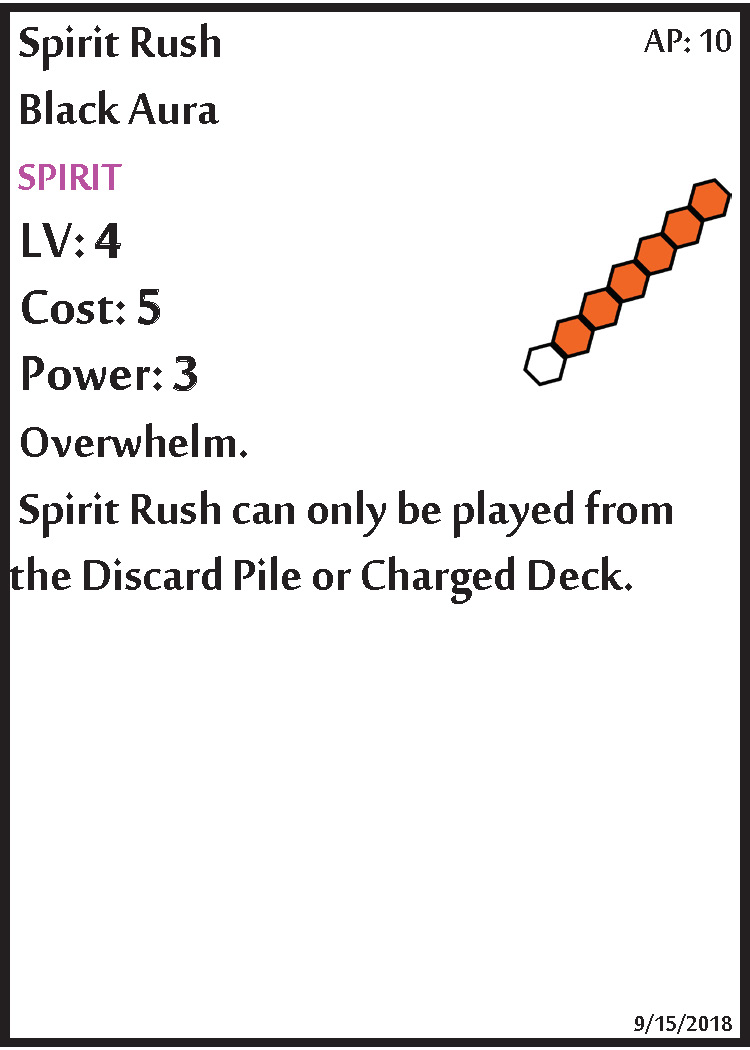 Spirit Rush
AP: 10
Black Aura
SPIRIT
LV: 4
Cost: 5
Power: 3
Overwhelm.
Spirit Rush can only be played from
the Discard Pile or Charged Deck.
9/15/2018